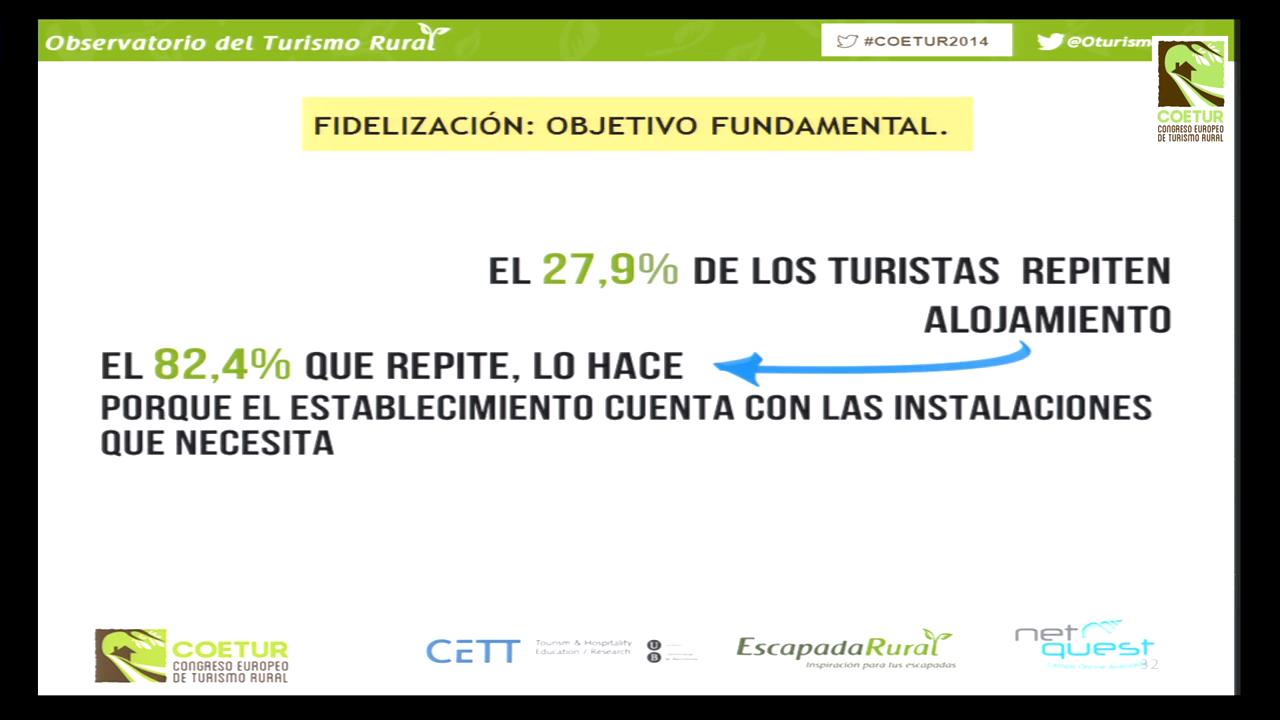 Observatorio del Turismo Rural
#COETUR2014
@Oturism
COETUR
CONGRESO EUROPEO
DE TURISMO RURAL
FIDELIZACIÓN: OBJETIVO FUNDAMENTAL.
EL 27,9% DE LOS TURISTAS REPITEN
ALOJAMIENTO
EL 82,4% QUE REPITE, LO HACE
PORQUE EL ESTABLECIMIENTO CUENTA CON LAS INSTALACIONES
QUE NECESITA
COETUR
CONGRESO EUROPEO
DE TURISMO RURAL
CETT
Tourism & Hospitality
Education / Research
U
B
EscapadaRural
Inspiración para tus escapadas
net
quest
32